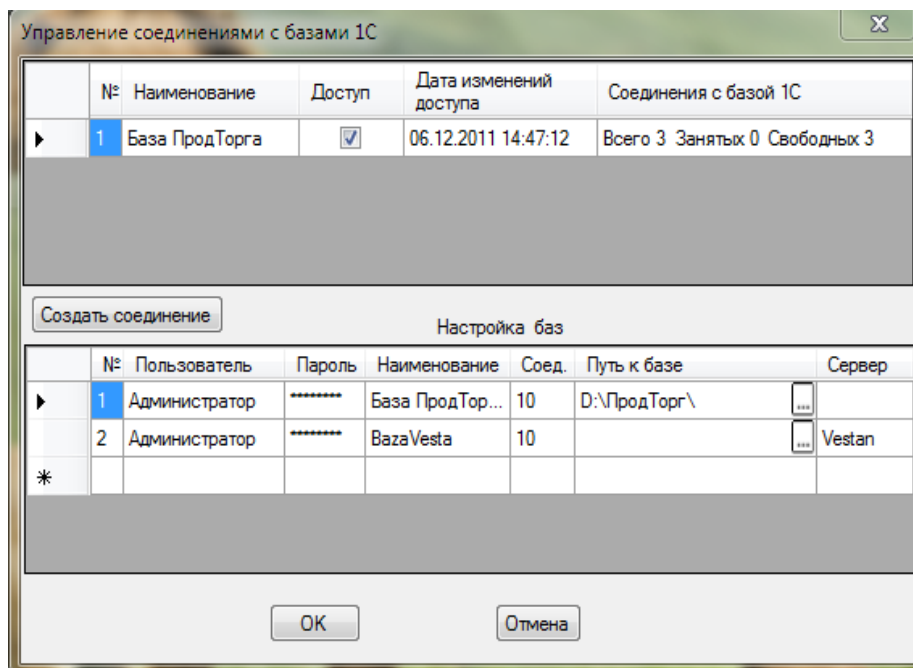 Управление соединениями с базами 1С
№ Наименование Доступ Дата изменений доступа Соединения с базой 1С
1 База ПродТорга 06.12.2011 14:47:12 Всего 3 Занятых 0 Свободных 3
Создать соединение
Настройка баз
№ Пользователь Пароль Наименование Соед. Путь к базе Сервер
1 Администратор ******** База ПродТор... 10 D:\ПродТорг\ ...
2 Администратор ******** BazaVesta 10 ... Vestan
OK Отмена